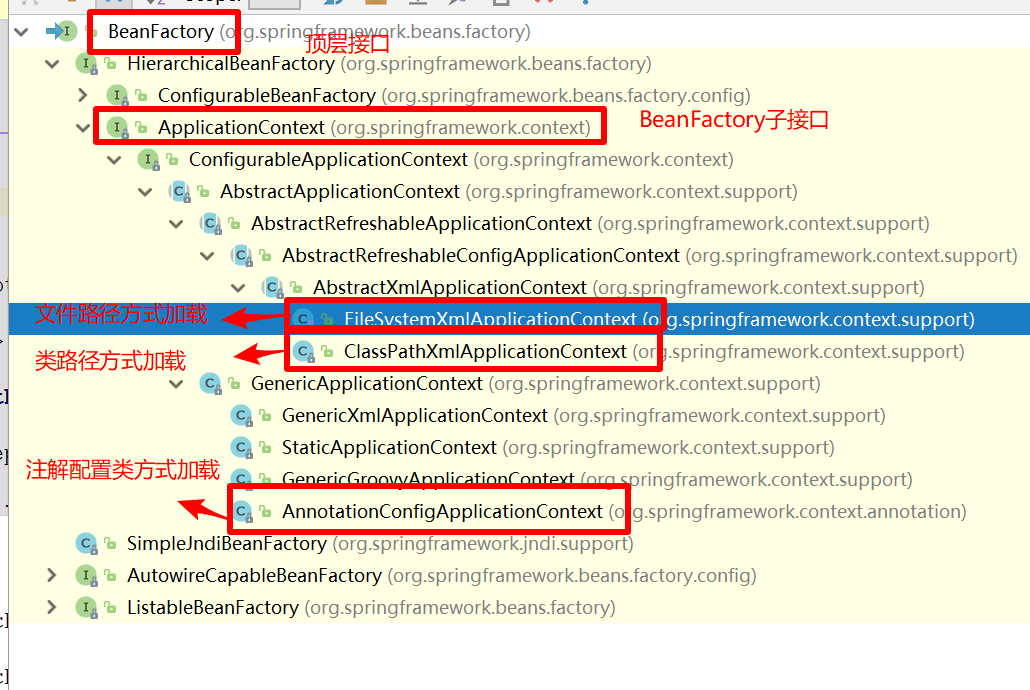 BeanFactory (org.springframework.beans.factory)
顶层接口
HierarchicalBeanFactory (org.springframework.beans.factory)
ConfigurableBeanFactory (org.springframework.beans.factory.config)
ApplicationContext (org.springframework.context)
BeanFactory子接口
ConfigurableApplicationContext (org.springframework.context)
AbstractApplicationContext (org.springframework.context.support)
AbstractRefreshableApplicationContext (org.springframework.context.support)
AbstractRefreshableConfigApplicationContext (org.springframework.context.support)
AbstractXmlApplicationContext (org.springframework.context.support)
文件路径方式加载
FileSystemXmlApplicationContext (org.springframework.context.support)
类路径方式加载
ClassPathXmlApplicationContext (org.springframework.context.support)
GenericApplicationContext (org.springframework.context.support)
GenericXmlApplicationContext (org.springframework.context.support)
StaticApplicationContext (org.springframework.context.support)
注解配置类方式加载
GenericGroovyApplicationContext (org.springframework.context.support)
AnnotationConfigApplicationContext (org.springframework.context.annotation)
SimpleJndiBeanFactory (org.springframework.jndi.support)
AutowireCapableBeanFactory (org.springframework.beans.factory.config)
ListableBeanFactory (org.springframework.beans.factory)